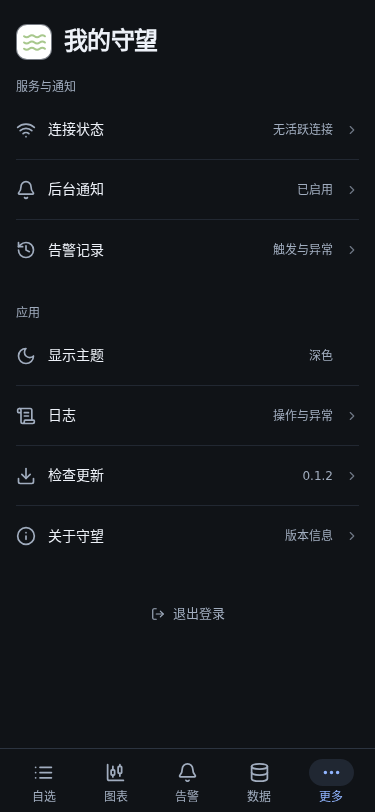 我的守望
服务与通知
连接状态 无活跃连接
后台通知 已启用
告警记录 触发与异常
应用
显示主题 深色
日志 操作与异常
检查更新 0.1.2
关于守望 版本信息
退出登录
自选 图表 告警 数据 更多